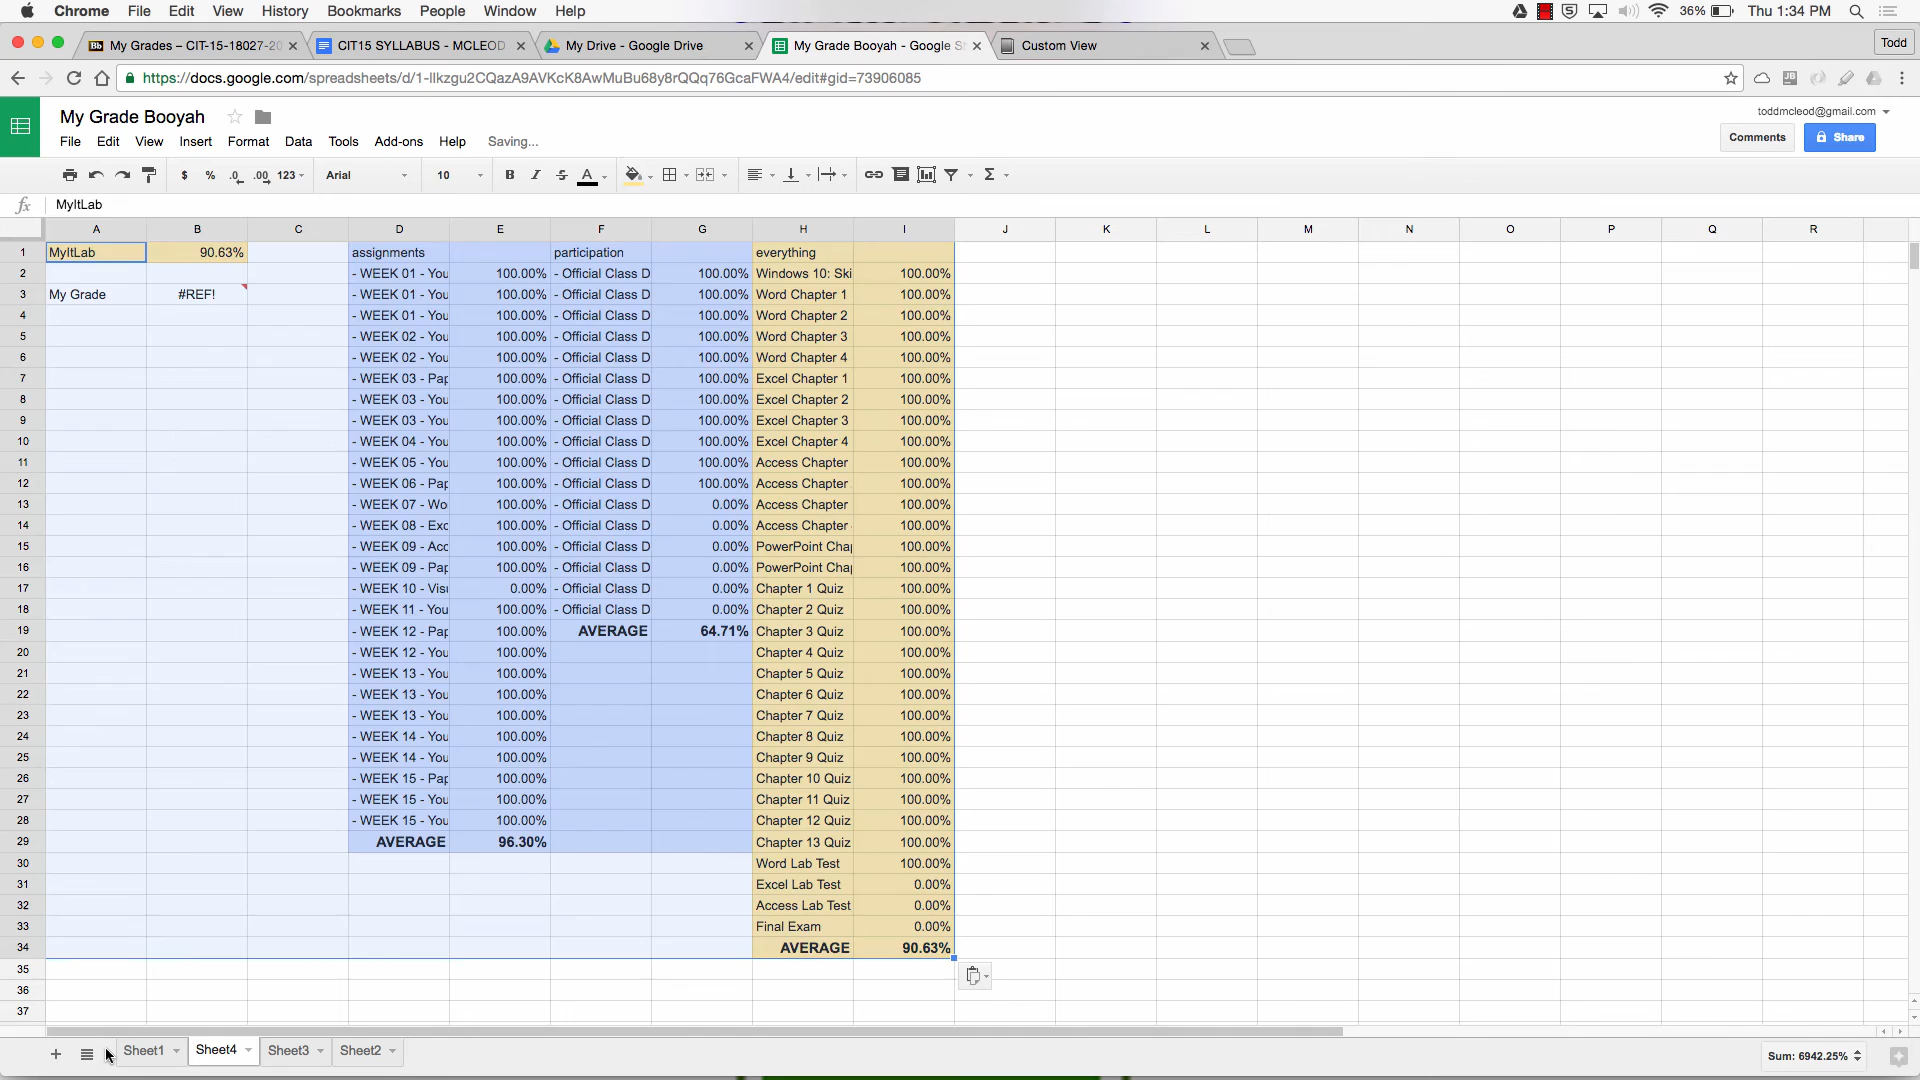 Chrome File Edit View History Bookmarks People Window Help 36% Thu 1:34 PM
My Grades – CIT-15-18027-20 CIT15 SYLLABUS - MCLEOD My Drive - Google Drive My Grade Booyah - Google S Custom View Todd
https://docs.google.com/spreadsheets/d/1-llkzgu2CQazA9AVKcK8AwMuBu68y8rQQq76GcaFWA4/edit#gid=73906085
My Grade Booyah toddmcleod@gmail.com
File Edit View Insert Format Data Tools Add-ons Help Saving... Comments Share
$ % .0 .00 123 Arial 10 B I S A Σ
fx MyItLab
A B C D E F G H I J K L M N O P Q R
1 MyItLab 90.63% assignments participation everything
2 - WEEK 01 - You 100.00% - Official Class D 100.00% Windows 10: Ski 100.00%
3 My Grade #REF! - WEEK 01 - You 100.00% - Official Class D 100.00% Word Chapter 1 100.00%
4 - WEEK 01 - You 100.00% - Official Class D 100.00% Word Chapter 2 100.00%
5 - WEEK 02 - You 100.00% - Official Class D 100.00% Word Chapter 3 100.00%
6 - WEEK 02 - You 100.00% - Official Class D 100.00% Word Chapter 4 100.00%
7 - WEEK 03 - Pap 100.00% - Official Class D 100.00% Excel Chapter 1 100.00%
8 - WEEK 03 - You 100.00% - Official Class D 100.00% Excel Chapter 2 100.00%
9 - WEEK 03 - You 100.00% - Official Class D 100.00% Excel Chapter 3 100.00%
10 - WEEK 04 - You 100.00% - Official Class D 100.00% Excel Chapter 4 100.00%
11 - WEEK 05 - You 100.00% - Official Class D 100.00% Access Chapter 100.00%
12 - WEEK 06 - Pap 100.00% - Official Class D 100.00% Access Chapter 100.00%
13 - WEEK 07 - Wo 100.00% - Official Class D 0.00% Access Chapter 100.00%
14 - WEEK 08 - Exc 100.00% - Official Class D 0.00% Access Chapter 100.00%
15 - WEEK 09 - Acc 100.00% - Official Class D 0.00% PowerPoint Chap 100.00%
16 - WEEK 09 - Pap 100.00% - Official Class D 0.00% PowerPoint Chap 100.00%
17 - WEEK 10 - Visu 0.00% - Official Class D 0.00% Chapter 1 Quiz 100.00%
18 - WEEK 11 - You 100.00% - Official Class D 0.00% Chapter 2 Quiz 100.00%
19 - WEEK 12 - Pap 100.00% AVERAGE 64.71% Chapter 3 Quiz 100.00%
20 - WEEK 12 - You 100.00% Chapter 4 Quiz 100.00%
21 - WEEK 13 - You 100.00% Chapter 5 Quiz 100.00%
22 - WEEK 13 - You 100.00% Chapter 6 Quiz 100.00%
23 - WEEK 13 - You 100.00% Chapter 7 Quiz 100.00%
24 - WEEK 14 - You 100.00% Chapter 8 Quiz 100.00%
25 - WEEK 14 - You 100.00% Chapter 9 Quiz 100.00%
26 - WEEK 15 - Pap 100.00% Chapter 10 Quiz 100.00%
27 - WEEK 15 - You 100.00% Chapter 11 Quiz 100.00%
28 - WEEK 15 - You 100.00% Chapter 12 Quiz 100.00%
29 AVERAGE 96.30% Chapter 13 Quiz 100.00%
30 Word Lab Test 100.00%
31 Excel Lab Test 0.00%
32 Access Lab Test 0.00%
33 Final Exam 0.00%
34 AVERAGE 90.63%
35
36
37
Sheet1 Sheet4 Sheet3 Sheet2 Sum: 6942.25%